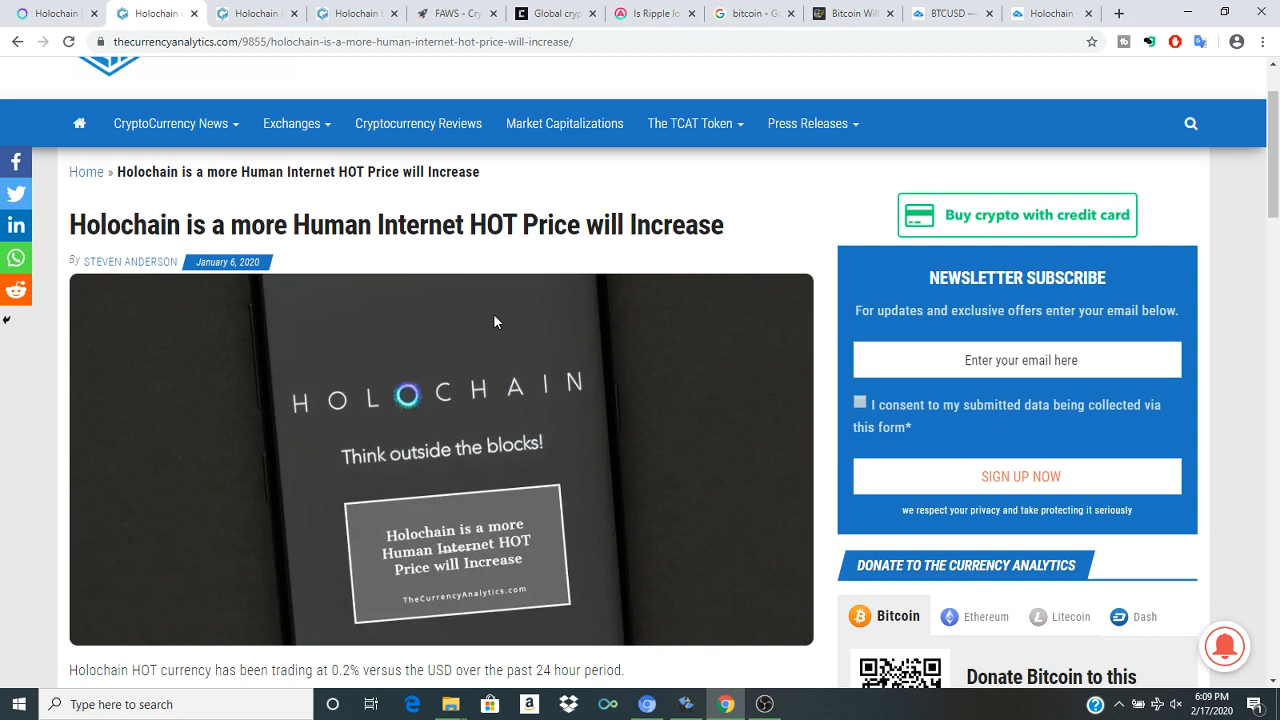 Holochain
Holochain
Holochain
Holochain
FAWS
Global cryp
Is Ripple
Bitcoin - G
Bitcoin Wil
BTCUSD —
Holochain
thecurrencyanalytics.com/9855/holochain-is-a-more-human-internet-hot-price-will-increase/
CryptoCurrency News
Exchanges
Cryptocurrency Reviews
Market Capitalizations
The TCAT Token
Press Releases
Home » Holochain is a more Human Internet HOT Price will Increase
Holochain is a more Human Internet HOT Price will Increase
By STEVEN ANDERSON January 6, 2020
HOLOCHAIN
Think outside the blocks!
Holochain is a more
Human Internet HOT
Price will Increase
TheCurrencyAnalytics.com
Holochain HOT currency has been trading at 0.2% versus the USD over the past 24 hour period.
Buy crypto with credit card
NEWSLETTER SUBSCRIBE
For updates and exclusive offers enter your email below.
Enter your email here
I consent to my submitted data being collected via
this form*
SIGN UP NOW
we respect your privacy and take protecting it seriously
DONATE TO THE CURRENCY ANALYTICS
Bitcoin
Ethereum
Litecoin
Dash
Donate Bitcoin to this
Type here to search
6:09 PM
2/17/2020